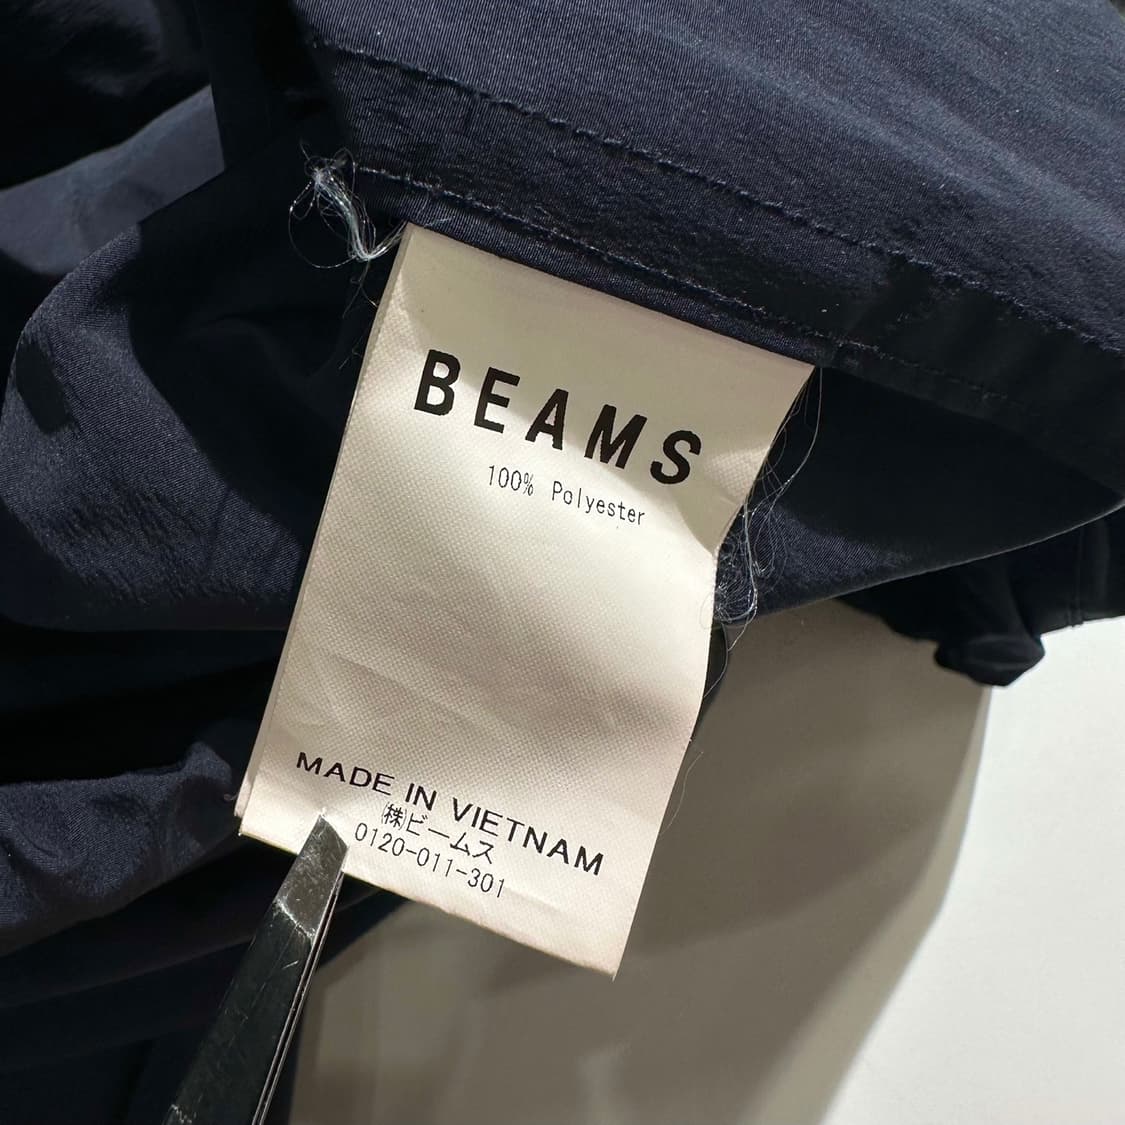 BEAMS
100% Polyester
MADE IN VIETNAM
㈱ビームス
0120-011-301